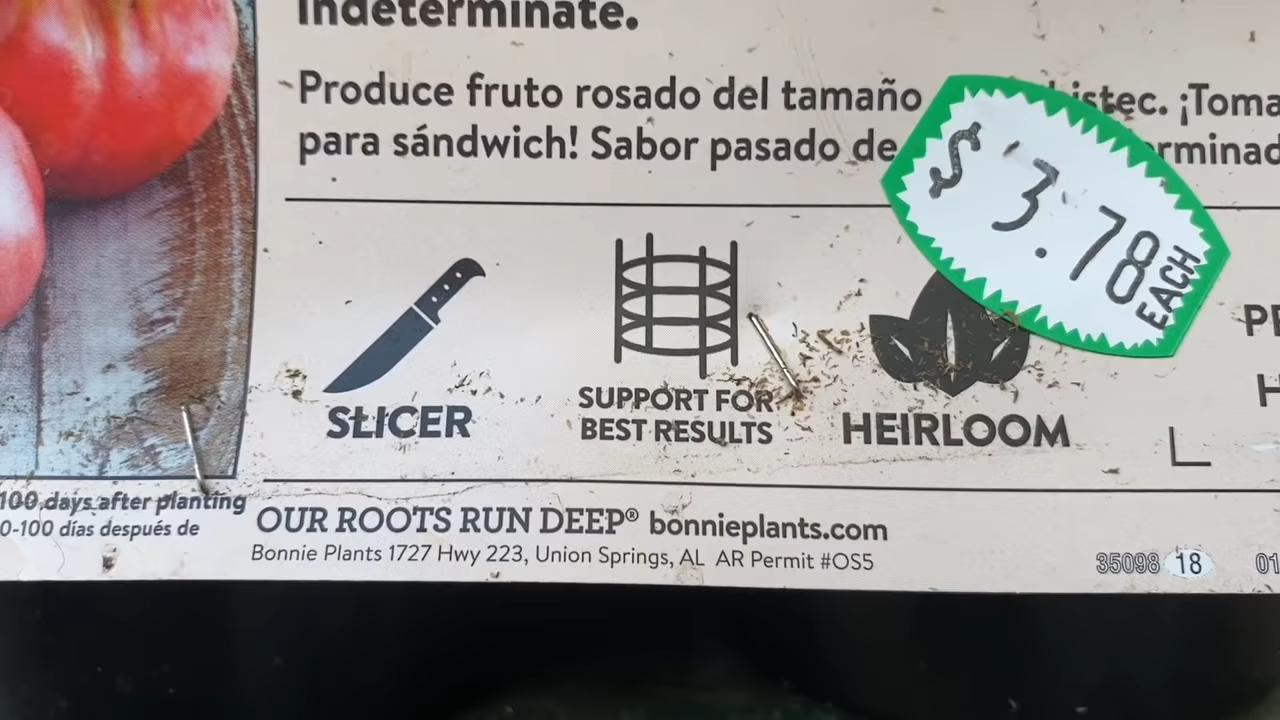 Indeterminate.
Produce fruto rosado del tamaño istec. ¡Toma
para sándwich! Sabor pasado de rminad
$3.78
EACH
SLICER
SUPPORT FOR
BEST RESULTS
HEIRLOOM
L
100 days after planting
0-100 días después de
OUR ROOTS RUN DEEP® bonnieplants.com
Bonnie Plants 1727 Hwy 223, Union Springs, AL AR Permit #OS5
35098 18 01